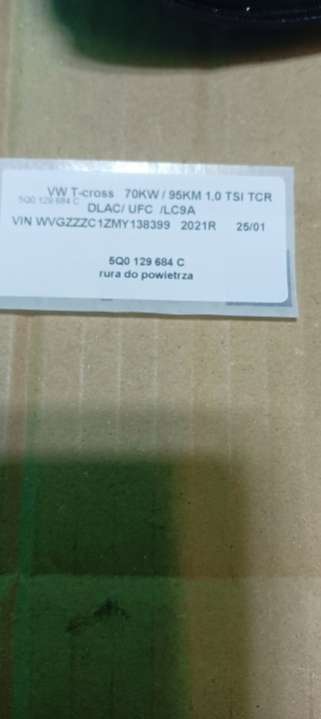 VW T-cross 70KW / 95KM 1,0 TSI TCR
5Q0 129 684 C
DLAC/ UFC /LC9A
VIN WVGZZZC1ZMY138399 2021R 25/01
5Q0 129 684 C
rura do powietrza